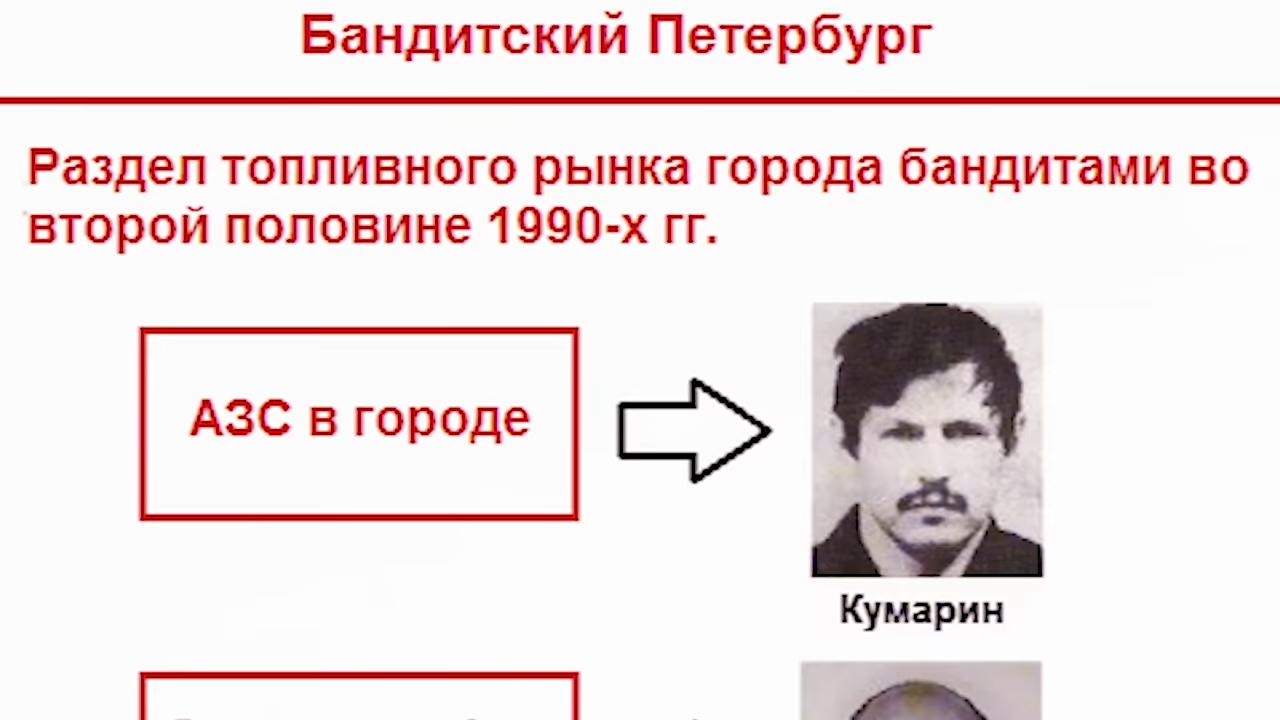 Бандитский Петербург
Раздел топливного рынка города бандитами во
второй половине 1990-х гг.
АЗС в городе
Кумарин